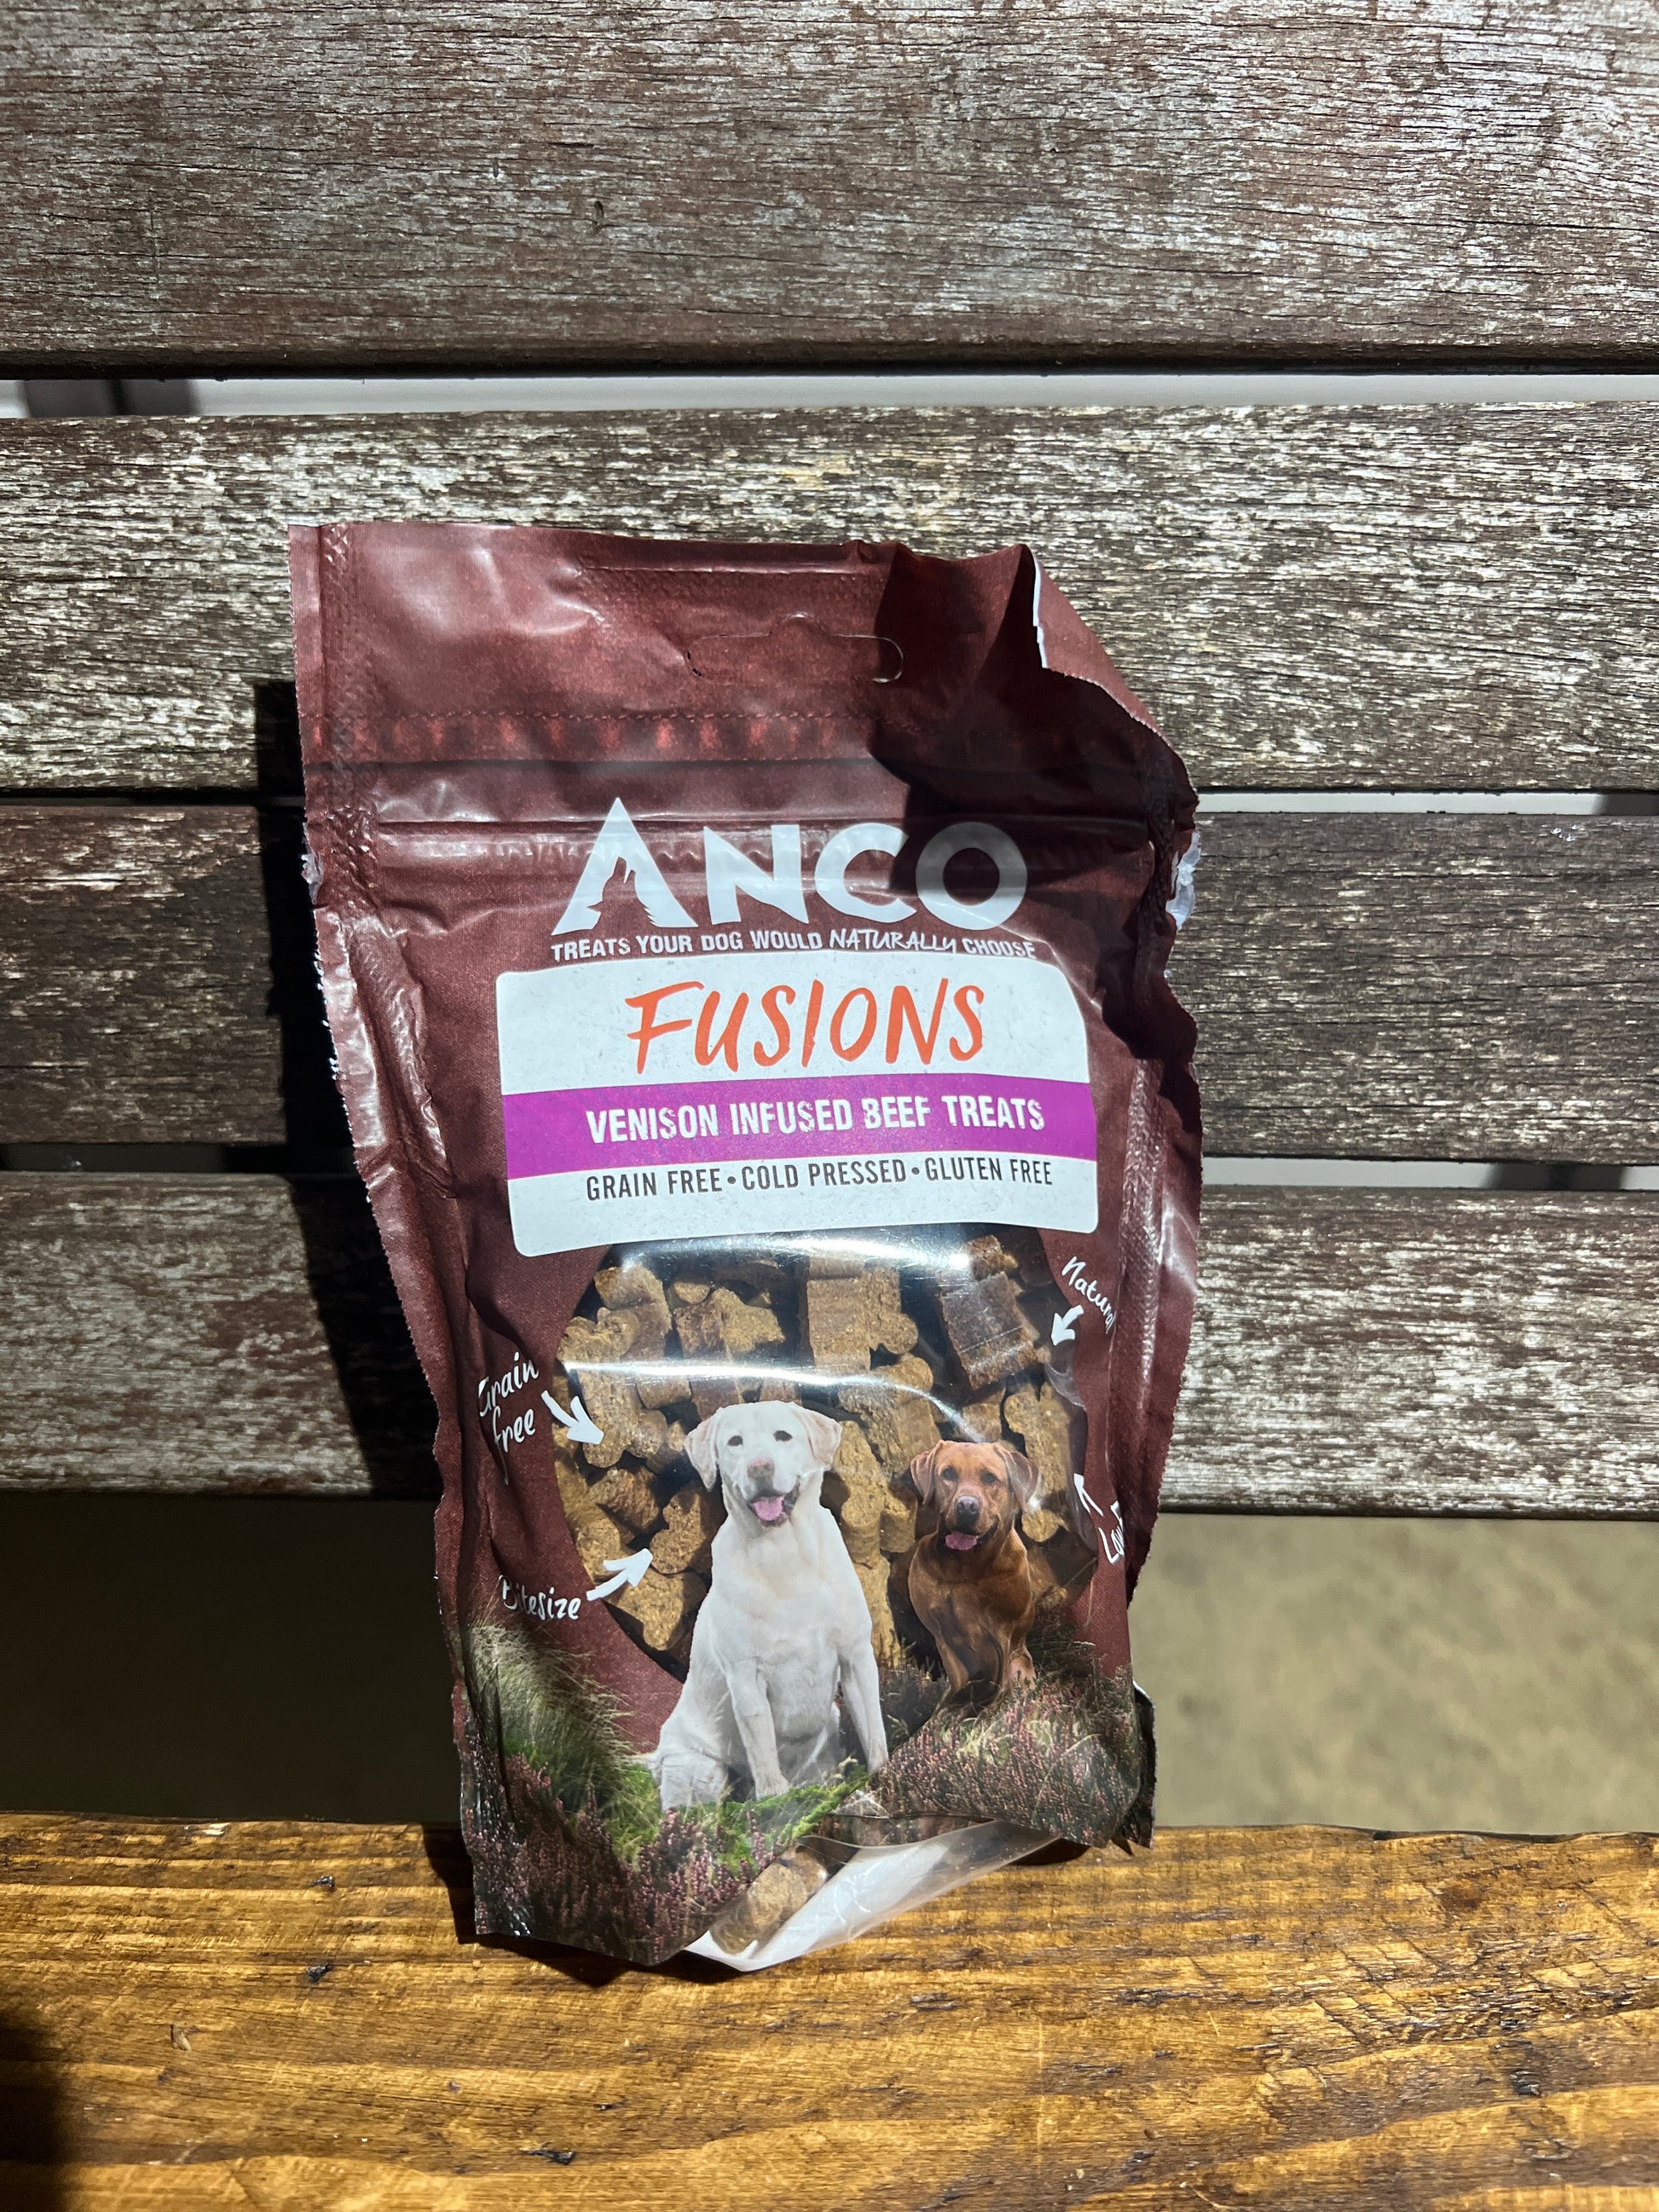 ANCO
TREATS YOUR DOG WOULD NATURALLY CHOOSE
FUSIONS
VENISON INFUSED BEEF TREATS
GRAIN FREE • COLD PRESSED • GLUTEN FREE
Natural
Grain
free
Bitesize